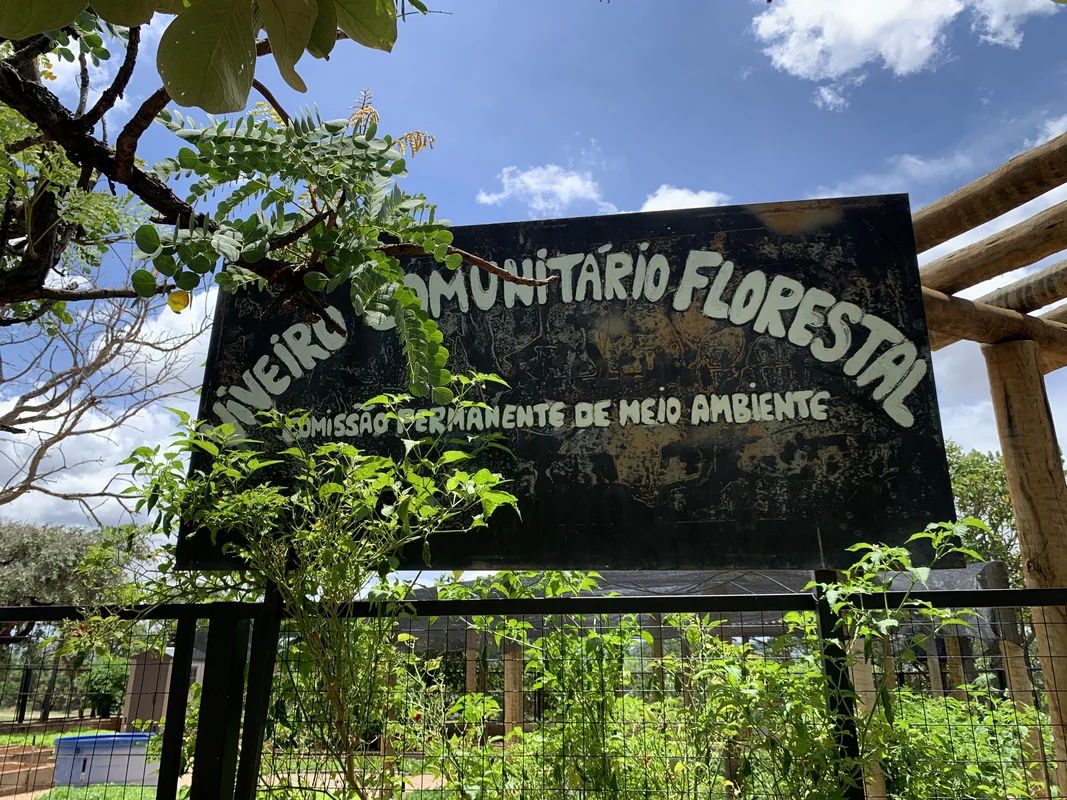 VIVEIRO COMUNITÁRIO FLORESTAL
COMISSÃO PERMANENTE DE MEIO AMBIENTE